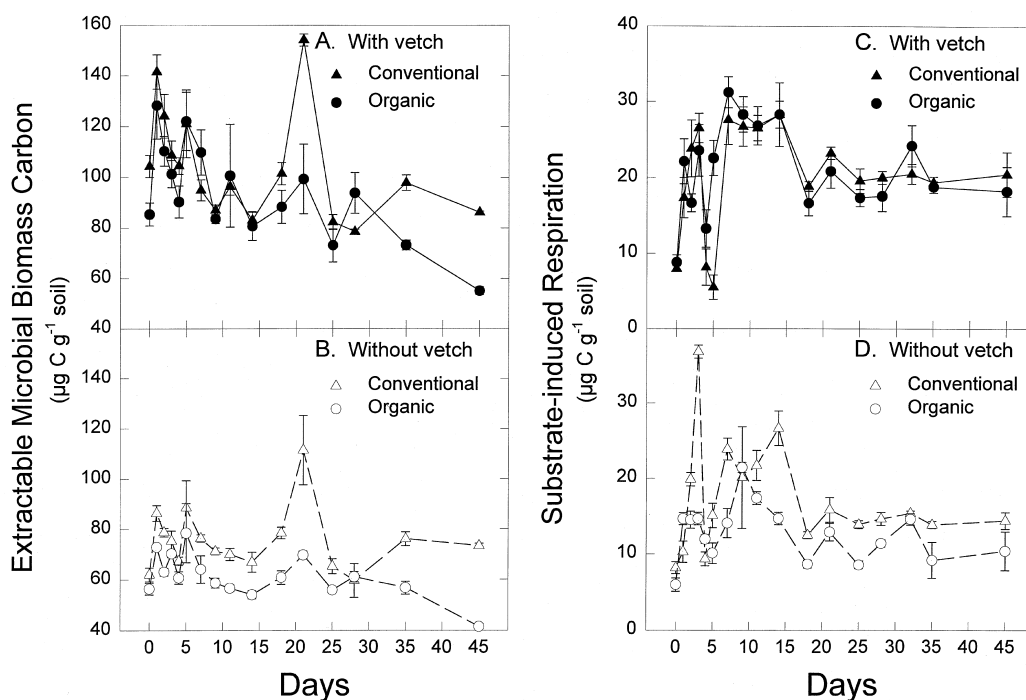 Extractable Microbial Biomass Carbon
(µg C g⁻¹ soil)
160
140
120
100
80
60
40
A. With vetch
Conventional
Organic
140
120
100
80
60
40
B. Without vetch
Conventional
Organic
0 5 10 15 20 25 30 35 40 45
Days
Substrate-induced Respiration
(µg C g⁻¹ soil)
40
30
20
10
0
C. With vetch
Conventional
Organic
30
20
10
0
D. Without vetch
Conventional
Organic
0 5 10 15 20 25 30 35 40 45
Days